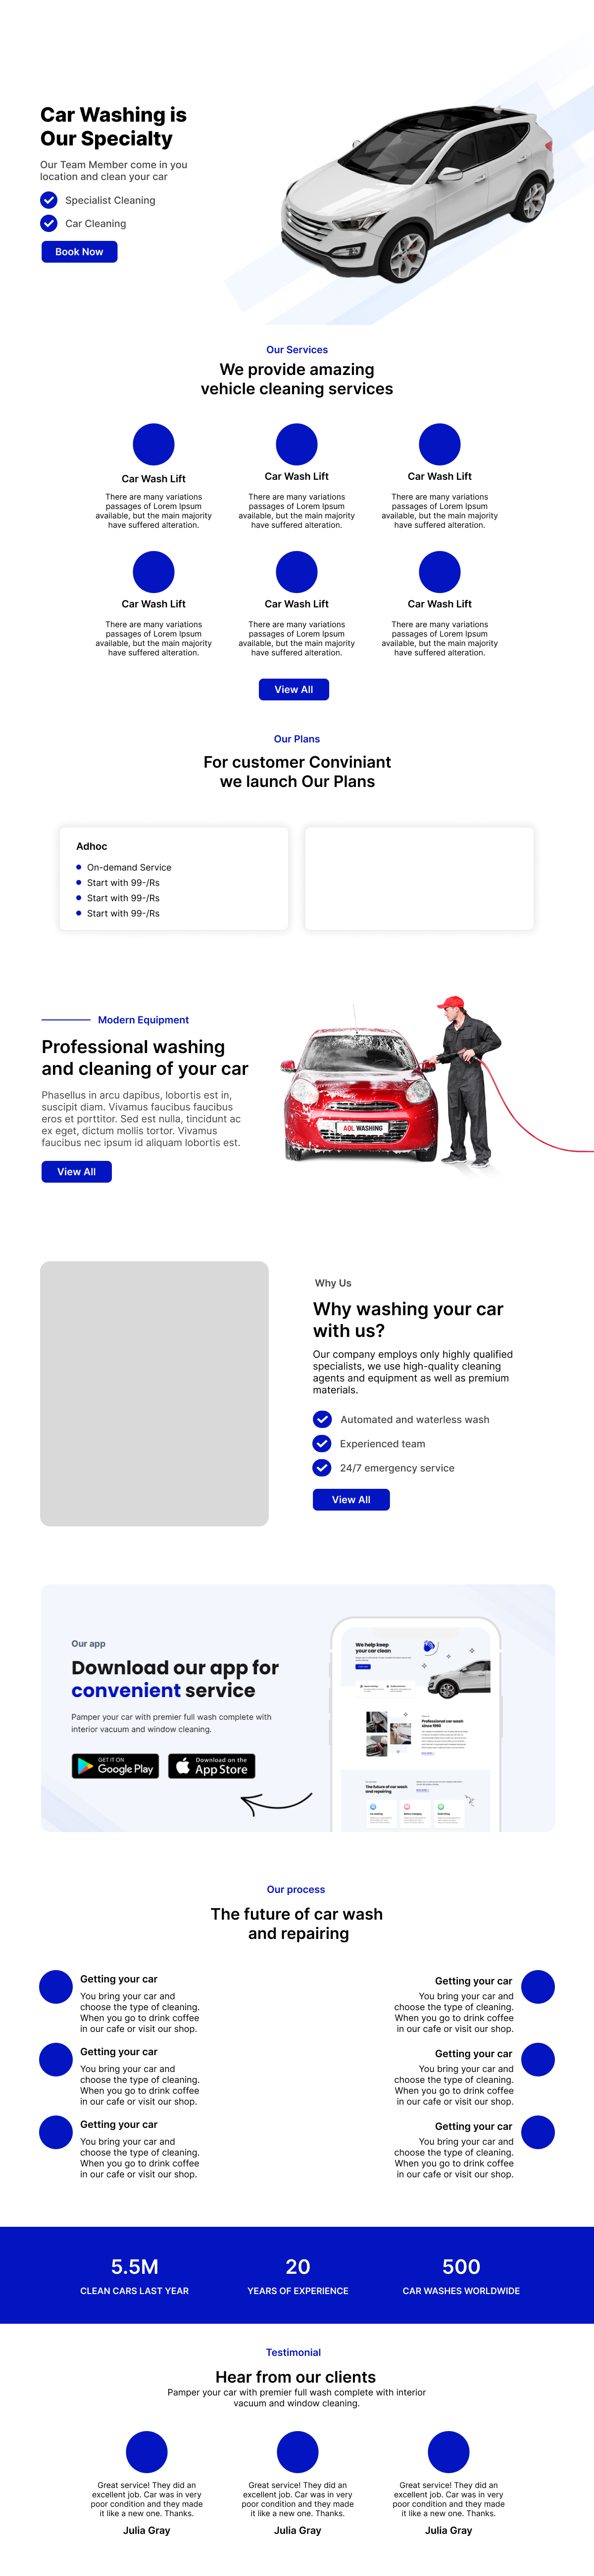 Car Washing is
Our Specialty
Our Team Member come in you
location and clean your car
Specialist Cleaning
Car Cleaning
Book Now
Our Services
We provide amazing
vehicle cleaning services
Car Wash Lift
There are many variations
passages of Lorem Ipsum
available, but the main majority
have suffered alteration.
Car Wash Lift
There are many variations
passages of Lorem Ipsum
available, but the main majority
have suffered alteration.
Car Wash Lift
There are many variations
passages of Lorem Ipsum
available, but the main majority
have suffered alteration.
Car Wash Lift
There are many variations
passages of Lorem Ipsum
available, but the main majority
have suffered alteration.
Car Wash Lift
There are many variations
passages of Lorem Ipsum
available, but the main majority
have suffered alteration.
Car Wash Lift
There are many variations
passages of Lorem Ipsum
available, but the main majority
have suffered alteration.
View All
Our Plans
For customer Conviniant
we launch Our Plans
Adhoc
On-demand Service
Start with 99-/Rs
Start with 99-/Rs
Start with 99-/Rs
Modern Equipment
Professional washing
and cleaning of your car
Phasellus in arcu dapibus, lobortis est in,
suscipit diam. Vivamus faucibus faucibus
eros et porttitor. Sed est nulla, tincidunt ac
ex eget, dictum mollis tortor. Vivamus
faucibus nec ipsum id aliquam lobortis est.
View All
AQL WASHING
Why Us
Why washing your car
with us?
Our company employs only highly qualified
specialists, we use high-quality cleaning
agents and equipment as well as premium
materials.
Automated and waterless wash
Experienced team
24/7 emergency service
View All
Our app
Download our app for
convenient service
Pamper your car with premier full wash complete with
interior vacuum and window cleaning.
GET IT ON
Google Play
Download on the
App Store
We help keep
your car clean
Professional car wash
since 1980
The future of car wash
and repairing
Our process
The future of car wash
and repairing
Getting your car
You bring your car and
choose the type of cleaning.
When you go to drink coffee
in our cafe or visit our shop.
Getting your car
You bring your car and
choose the type of cleaning.
When you go to drink coffee
in our cafe or visit our shop.
Getting your car
You bring your car and
choose the type of cleaning.
When you go to drink coffee
in our cafe or visit our shop.
Getting your car
You bring your car and
choose the type of cleaning.
When you go to drink coffee
in our cafe or visit our shop.
Getting your car
You bring your car and
choose the type of cleaning.
When you go to drink coffee
in our cafe or visit our shop.
Getting your car
You bring your car and
choose the type of cleaning.
When you go to drink coffee
in our cafe or visit our shop.
5.5M
CLEAN CARS LAST YEAR
20
YEARS OF EXPERIENCE
500
CAR WASHES WORLDWIDE
Testimonial
Hear from our clients
Pamper your car with premier full wash complete with interior
vacuum and window cleaning.
Great service! They did an
excellent job. Car was in very
poor condition and they made
it like a new one. Thanks.
Julia Gray
Great service! They did an
excellent job. Car was in very
poor condition and they made
it like a new one. Thanks.
Julia Gray
Great service! They did an
excellent job. Car was in very
poor condition and they made
it like a new one. Thanks.
Julia Gray